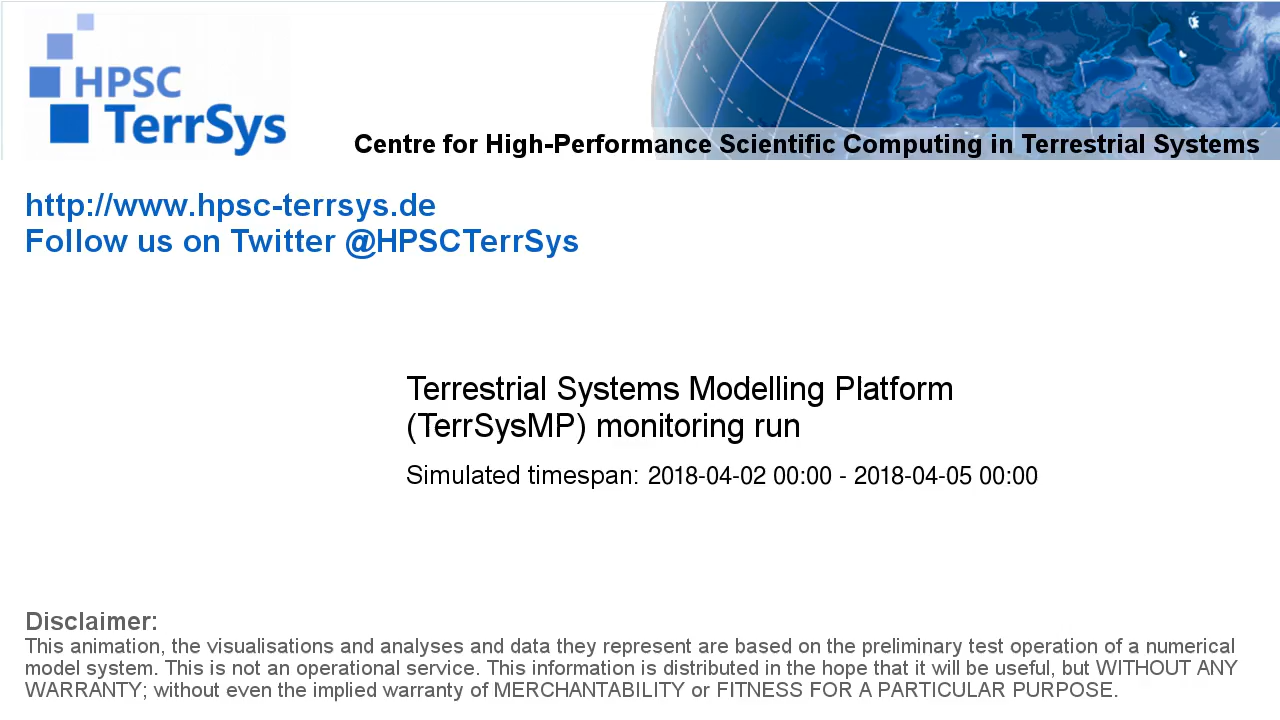 HPSC
TerrSys
Centre for High-Performance Scientific Computing in Terrestrial Systems
http://www.hpsc-terrsys.de
Follow us on Twitter @HPSCTerrSys
Terrestrial Systems Modelling Platform
(TerrSysMP) monitoring run
Simulated timespan: 2018-04-02 00:00 - 2018-04-05 00:00
Disclaimer:
This animation, the visualisations and analyses and data they represent are based on the preliminary test operation of a numerical
model system. This is not an operational service. This information is distributed in the hope that it will be useful, but WITHOUT ANY
WARRANTY; without even the implied warranty of MERCHANTABILITY or FITNESS FOR A PARTICULAR PURPOSE.